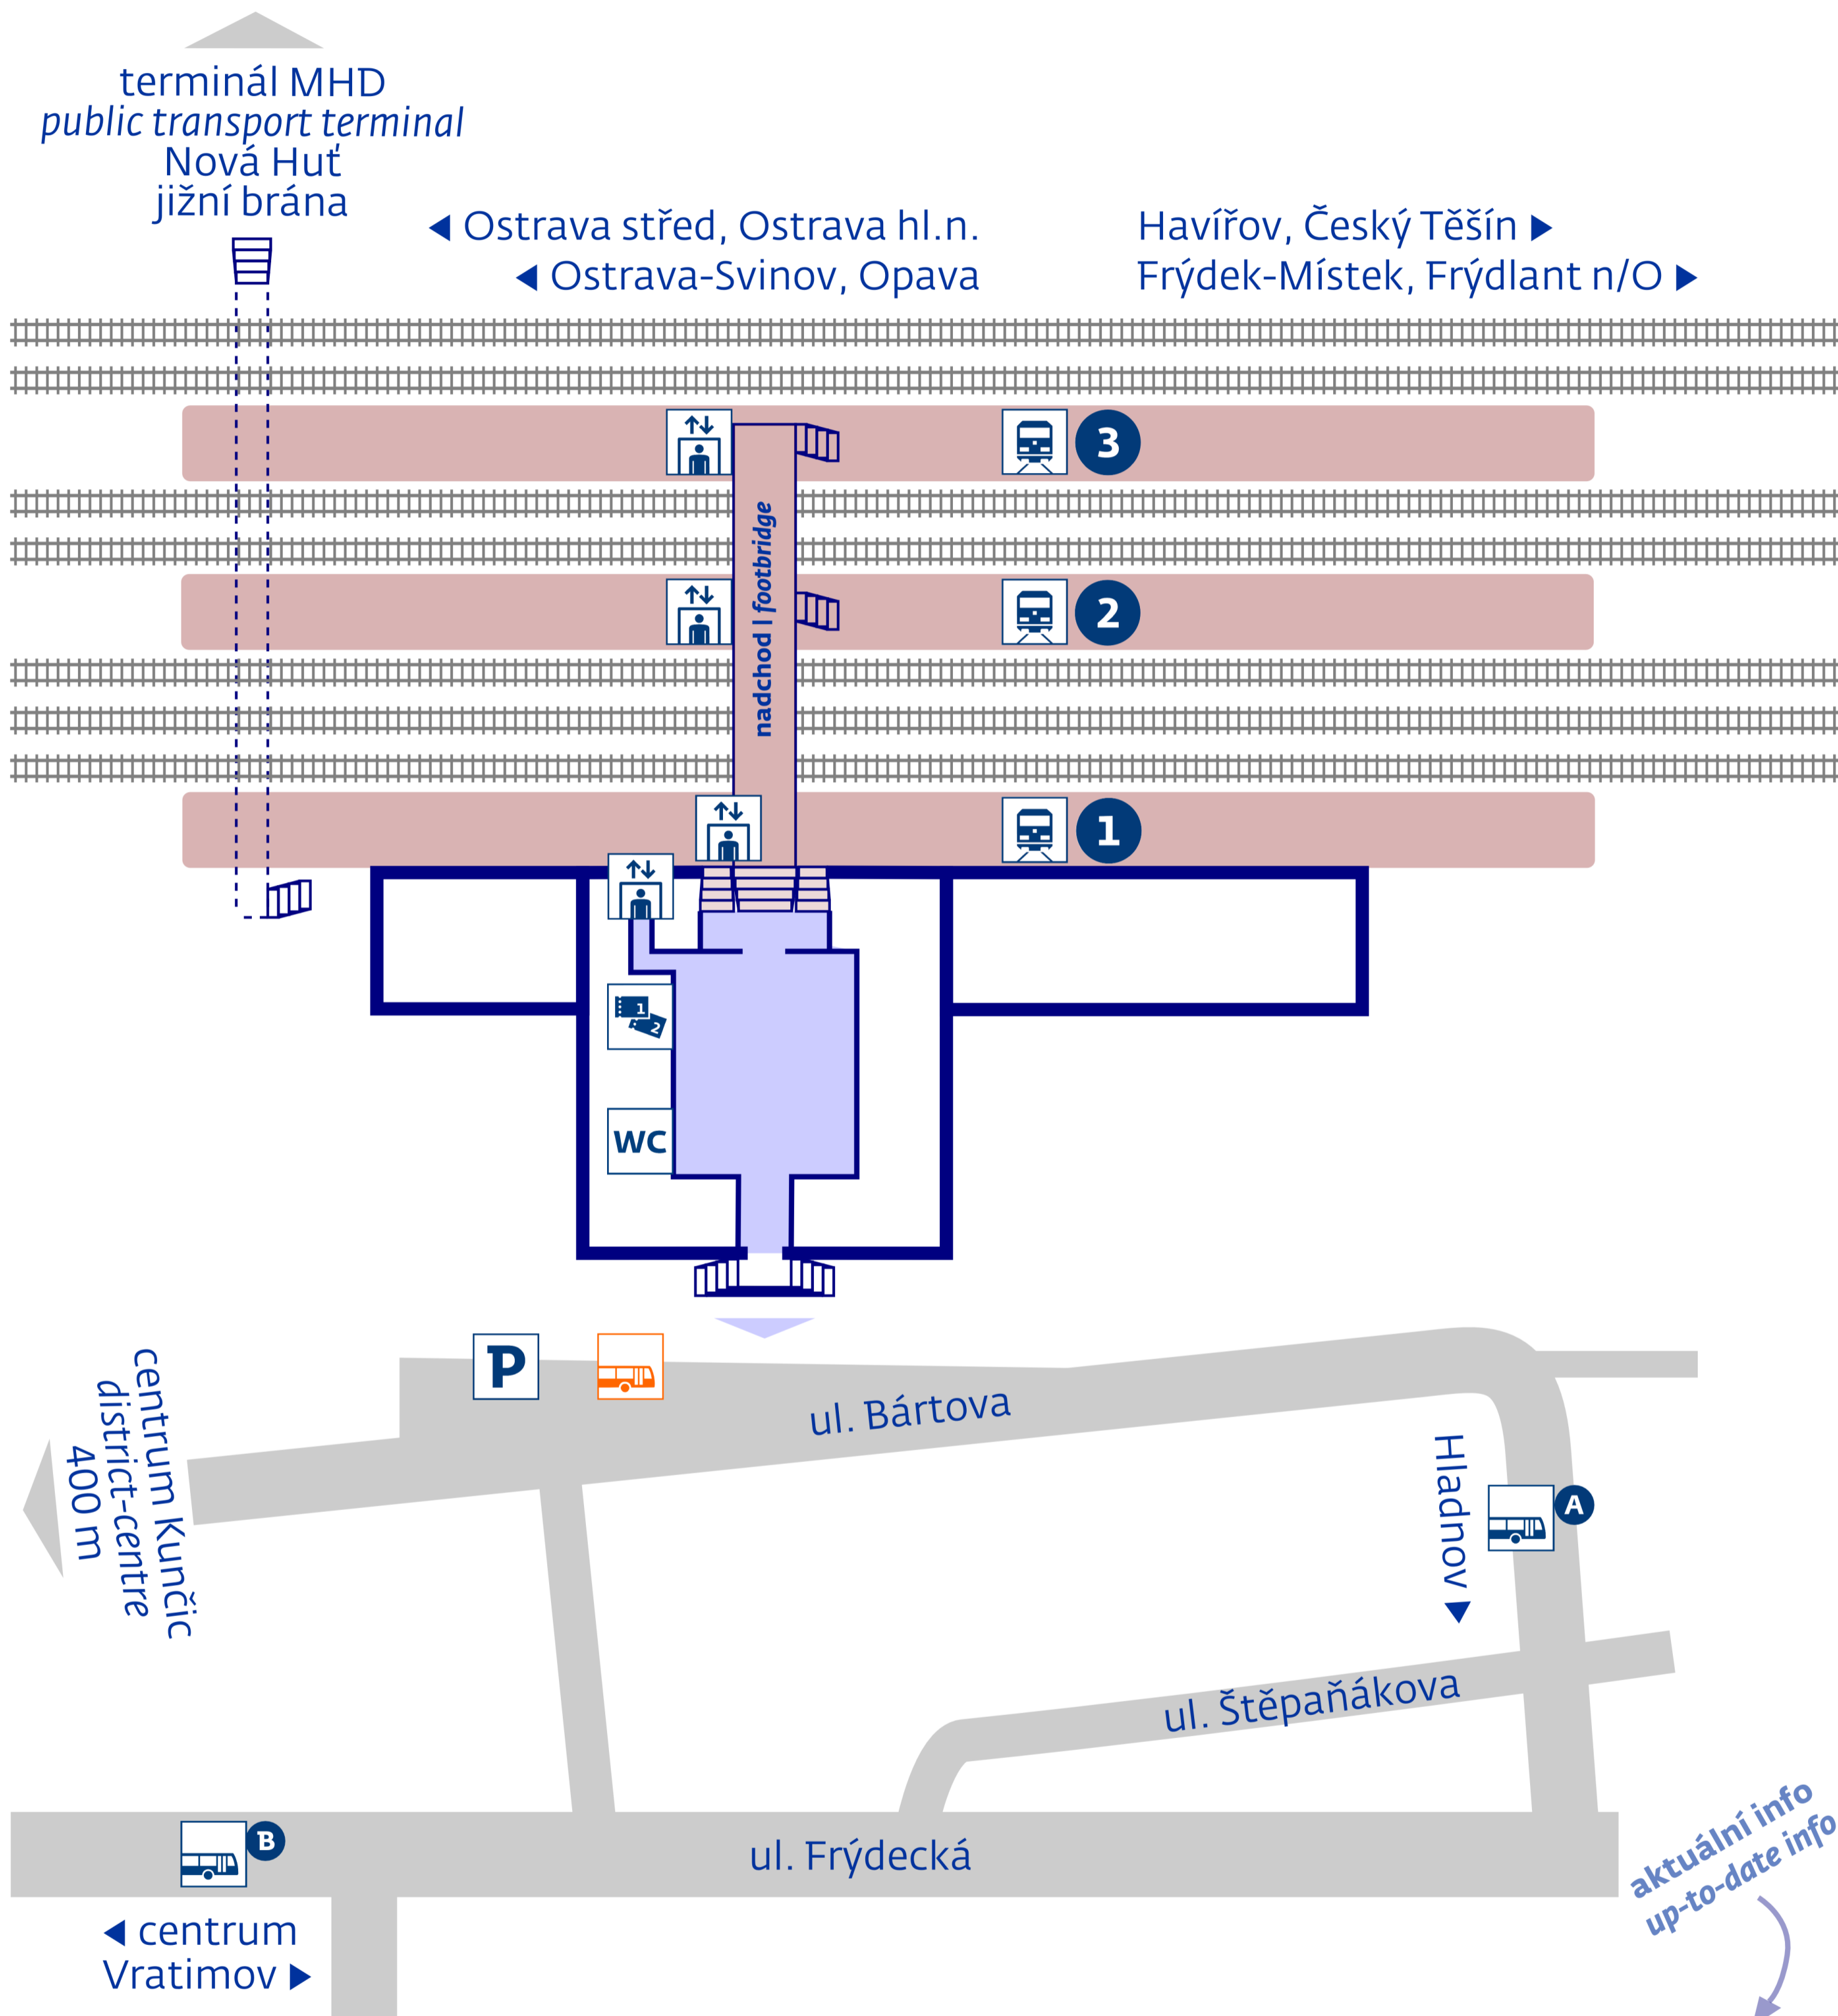 terminál MHD
public transport terminal
Nová Huť
jižní brána
◀ Ostrava střed, Ostrava hl.n.
◀ Ostrava-Svinov, Opava
Havířov, Český Těšín ▶
Frýdek-Místek, Frýdlant n/O ▶
3
nadchod | footbridge
2
1
1
2
WC
P
ul. Bártova
centrum Kunčic
district-centre
400 m
Hladnov ▶
A
ul. Štěpaňákova
B
ul. Frýdecká
◀ centrum
Vratimov ▶
aktuální info
up-to-date info